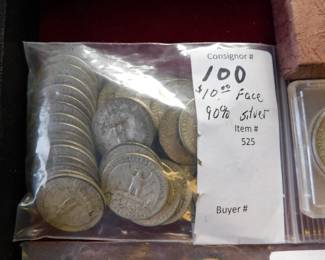 Consignor #
100
$10.00 Face
90% silver
Item #
525
Buyer #